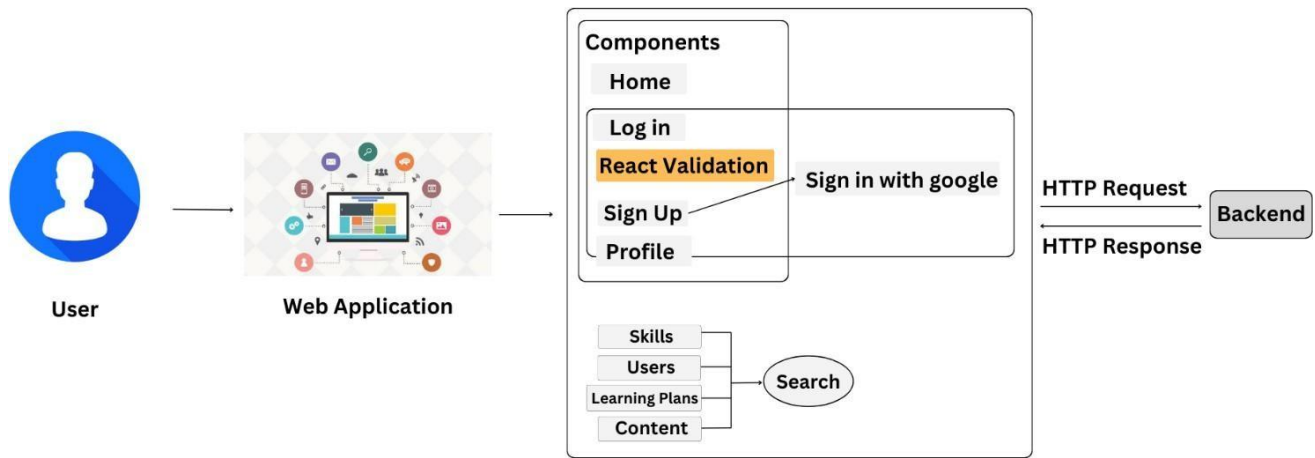 Components
Home
Log in
React Validation
Sign in with google
Sign Up
Profile
HTTP Request
HTTP Response
Backend
User
Web Application
Skills
Users
Learning Plans
Content
Search